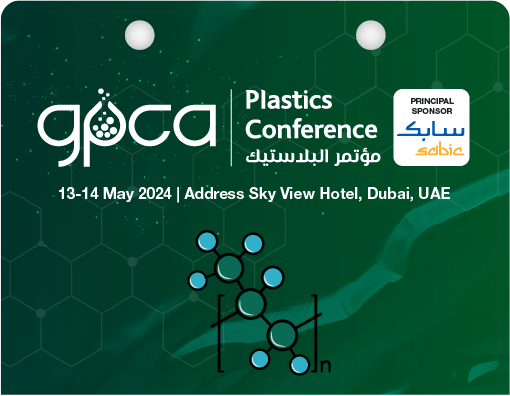 gpca
Plastics
Conference
مؤتمر البلاستيك
PRINCIPAL
SPONSOR
سابك
sabic
13-14 May 2024 | Address Sky View Hotel, Dubai, UAE
n